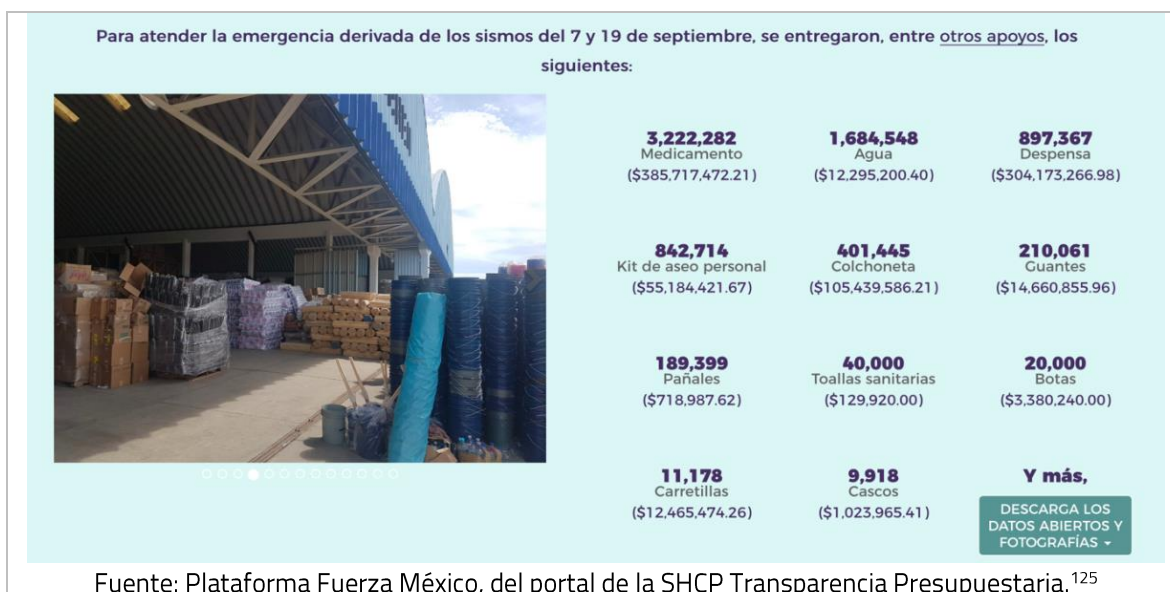 Para atender la emergencia derivada de los sismos del 7 y 19 de septiembre, se entregaron, entre otros apoyos, los
siguientes:
3,222,282
Medicamento
($385,717,472.21)
1,684,548
Agua
($12,295,200.40)
897,367
Despensa
($304,173,266.98)
842,714
Kit de aseo personal
($55,184,421.67)
401,445
Colchoneta
($105,439,586.21)
210,061
Guantes
($14,660,855.96)
189,399
Pañales
($718,987.62)
40,000
Toallas sanitarias
($129,920.00)
20,000
Botas
($3,380,240.00)
11,178
Carretillas
($12,465,474.26)
9,918
Cascos
($1,023,965.41)
Y más,
DESCARGA LOS
DATOS ABIERTOS Y
FOTOGRAFÍAS
Fuente: Plataforma Fuerza México, del portal de la SHCP Transparencia Presupuestaria.125